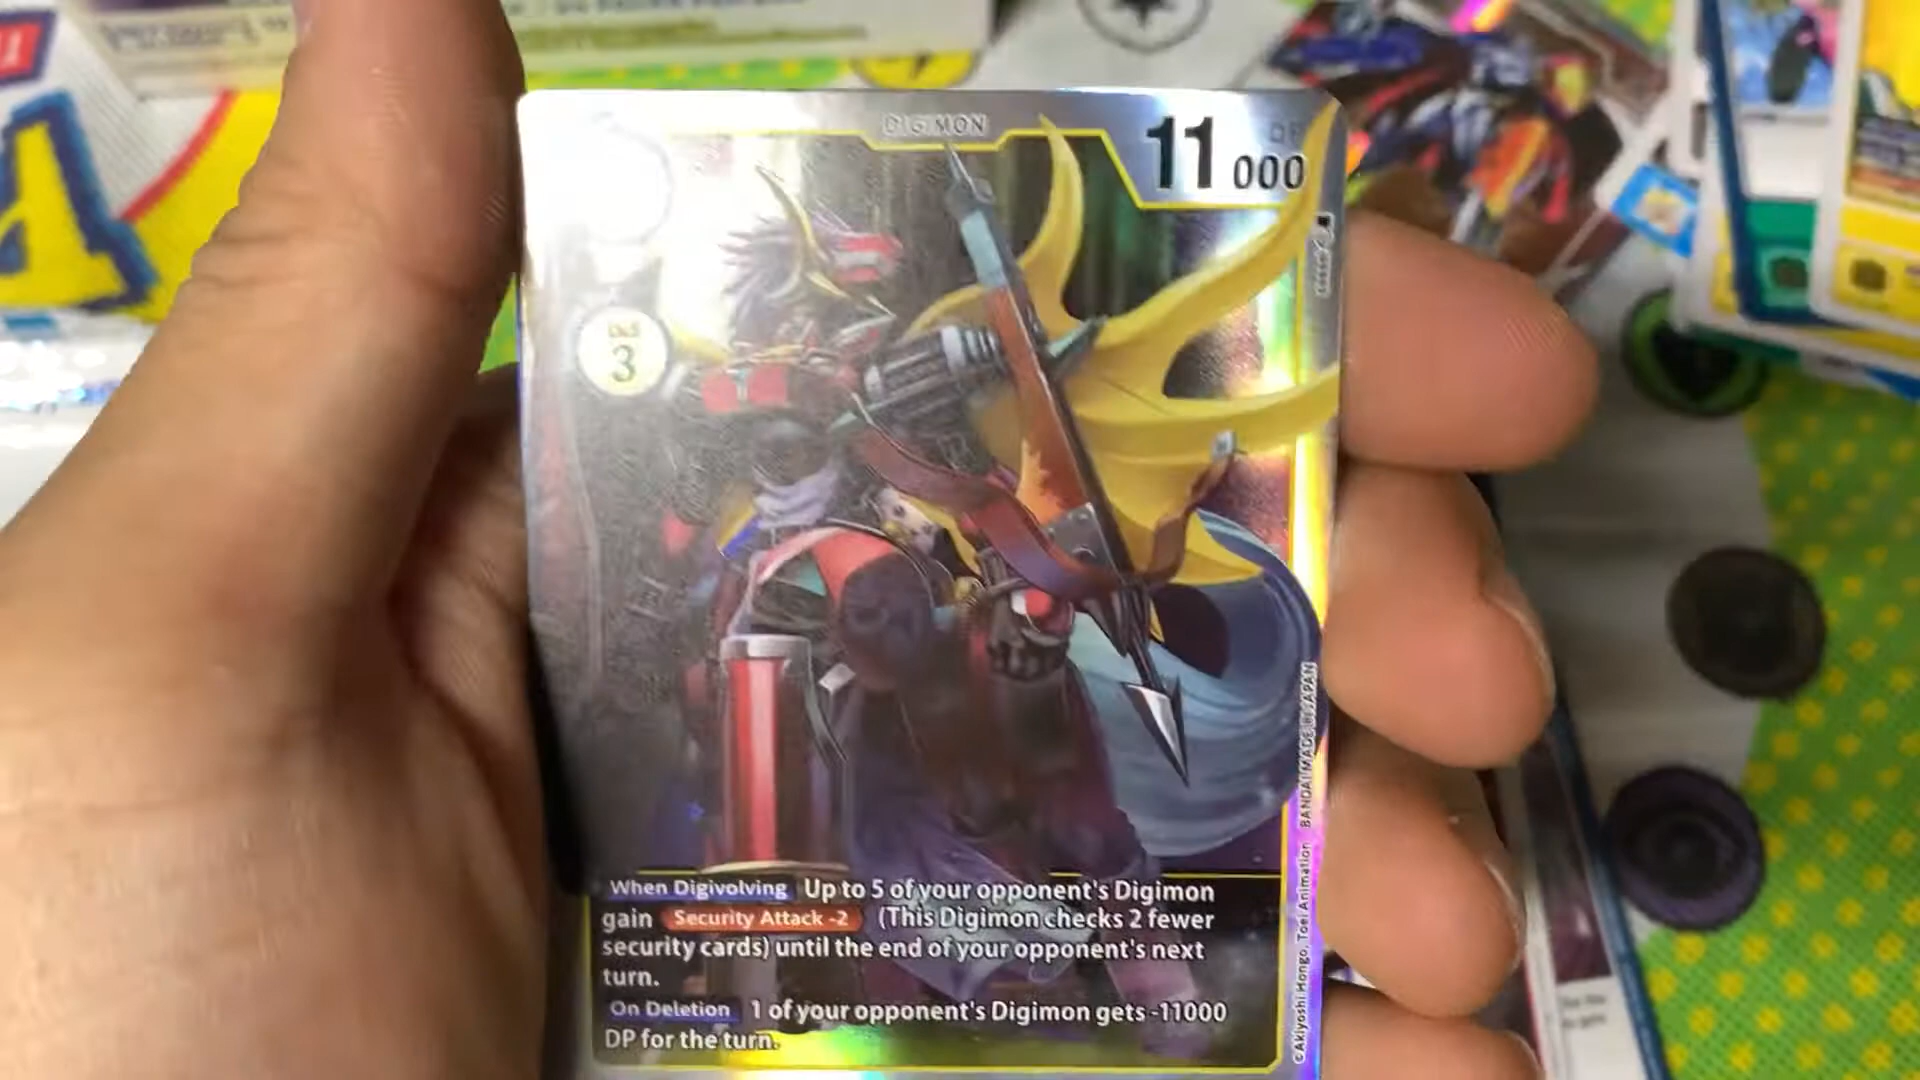 DIGIMON
11000
DP
3
When Digivolving Up to 5 of your opponent's Digimon
gain Security Attack -2 (This Digimon checks 2 fewer
security cards) until the end of your opponent's next
turn.
On Deletion 1 of your opponent's Digimon gets -11000
DP for the turn.
©Akiyoshi Hongo, Toei Animation BANDAI MADE IN JAPAN